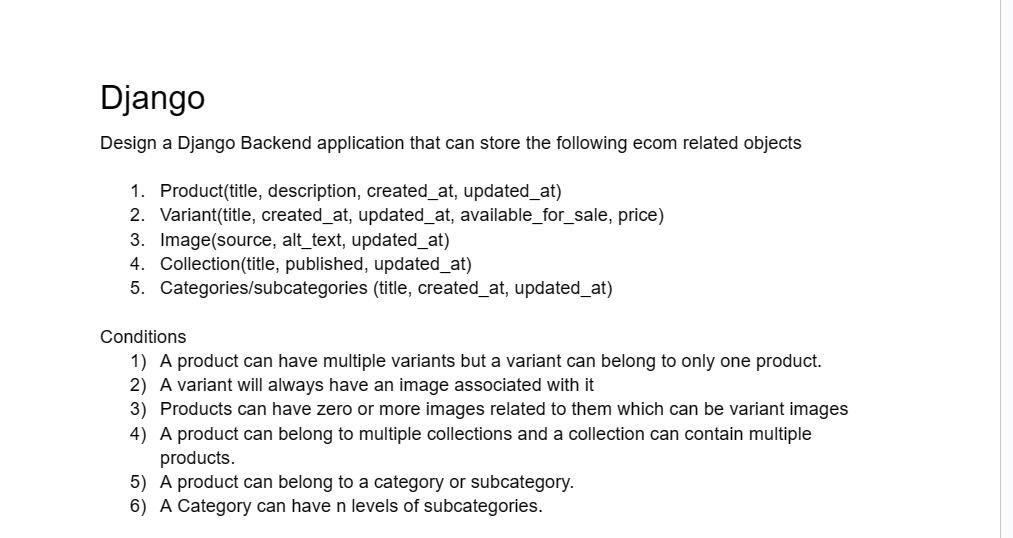 Django
Design a Django Backend application that can store the following ecom related objects
1. Product(title, description, created_at, updated_at)
2. Variant(title, created_at, updated_at, available_for_sale, price)
3. Image(source, alt_text, updated_at)
4. Collection(title, published, updated_at)
5. Categories/subcategories (title, created_at, updated_at)
Conditions
1) A product can have multiple variants but a variant can belong to only one product.
2) A variant will always have an image associated with it
3) Products can have zero or more images related to them which can be variant images
4) A product can belong to multiple collections and a collection can contain multiple
products.
5) A product can belong to a category or subcategory.
6) A Category can have n levels of subcategories.